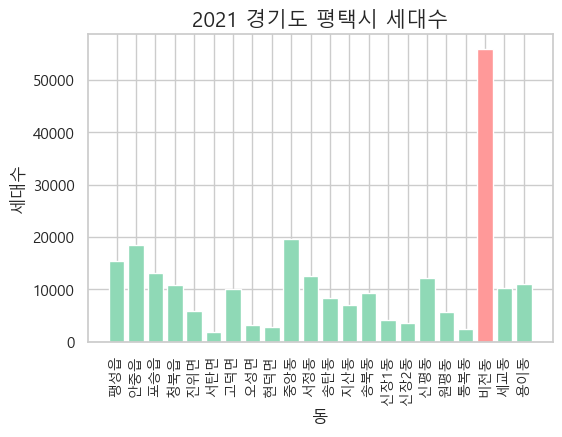 2021 경기도 평택시 세대수
세대수
50000
40000
30000
20000
10000
0
팽성읍
안중읍
포승읍
청북읍
진위면
서탄면
고덕면
오성면
현덕면
중앙동
서정동
송탄동
지산동
송북동
신장1동
신장2동
신평동
원평동
통복동
비전동
세교동
용이동
동